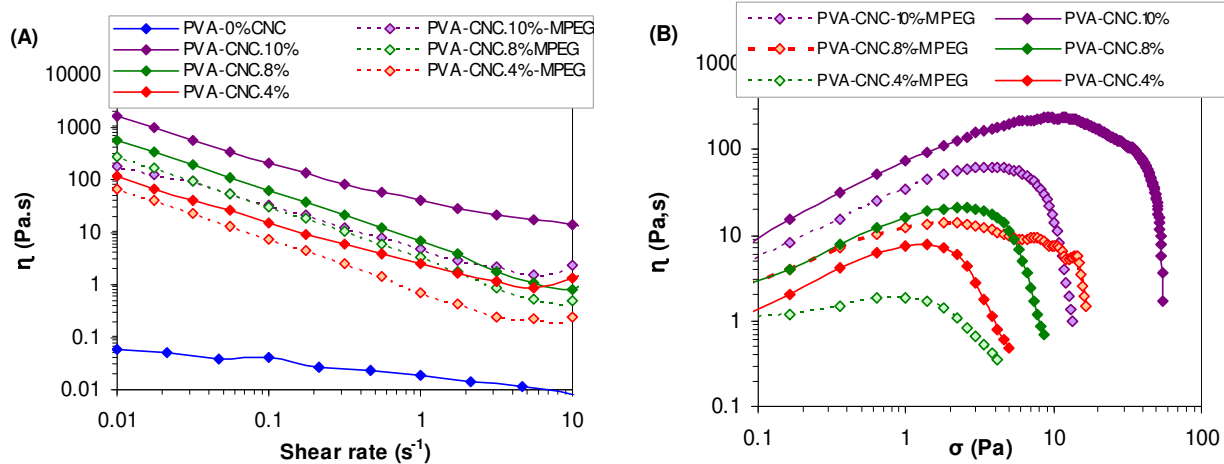 (A)
PVA-0%CNC
PVA-CNC.10%-MPEG
PVA-CNC.10%
PVA-CNC.8%MPEG
PVA-CNC.8%
PVA-CNC.4%-MPEG
PVA-CNC.4%
10000
1000
100
10
1
0.1
0.01
η (Pa.s)
0.01
0.1
1
10
Shear rate (s⁻¹)
(B)
PVA-CNC-10%-MPEG
PVA-CNC.10%
PVA-CNC.8%-MPEG
PVA-CNC.8%
PVA-CNC.4%-MPEG
PVA-CNC.4%
1000
100
10
1
0.1
η (Pa,s)
0.1
1
10
100
σ (Pa)